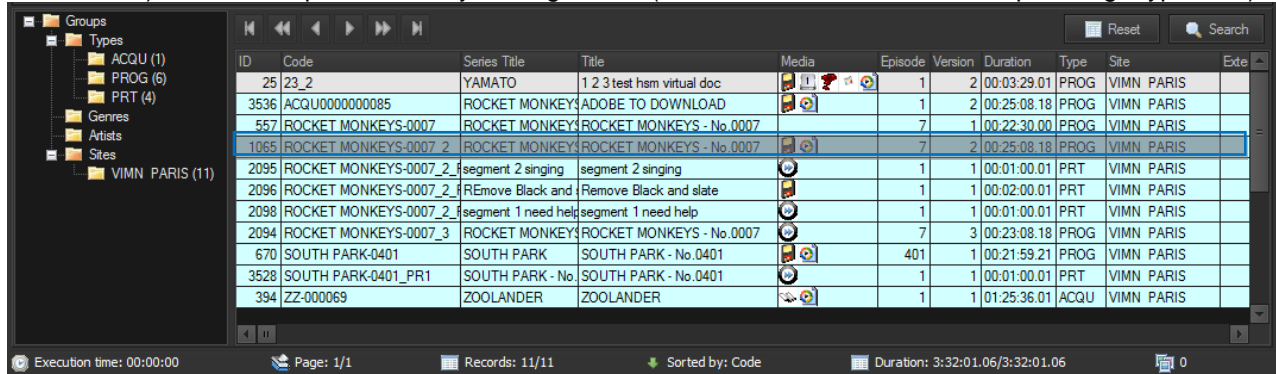 Groups
Types
ACQU (1)
PROG (6)
PRT (4)
Genres
Artists
Sites
VIMN PARIS (11)
Reset Search
ID Code Series Title Title Media Episode Version Duration Type Site Exte
25 23_2 YAMATO 1 2 3 test hsm virtual doc 1 2 00:03:29.01 PROG VIMN PARIS
3536 ACQU0000000085 ROCKET MONKEYS ADOBE TO DOWNLOAD 1 2 00:25:08.18 PROG VIMN PARIS
557 ROCKET MONKEYS-0007 ROCKET MONKEYS ROCKET MONKEYS - No.0007 7 1 00:22:30.00 PROG VIMN PARIS
1065 ROCKET MONKEYS-0007_2 ROCKET MONKEYS ROCKET MONKEYS - No.0007 7 2 00:25:08.18 PROG VIMN PARIS
2095 ROCKET MONKEYS-0007_2_ segment 2 singing segment 2 singing 1 1 00:01:00.01 PRT VIMN PARIS
2096 ROCKET MONKEYS-0007_2_ REmove Black and Remove Black and slate 1 1 00:02:00.01 PRT VIMN PARIS
2098 ROCKET MONKEYS-0007_2_ segment 1 need help segment 1 need help 1 1 00:01:00.01 PRT VIMN PARIS
2094 ROCKET MONKEYS-0007_3 ROCKET MONKEYS ROCKET MONKEYS - No.0007 7 3 00:23:08.18 PROG VIMN PARIS
670 SOUTH PARK-0401 SOUTH PARK SOUTH PARK - No.0401 401 1 00:21:59.21 PROG VIMN PARIS
3528 SOUTH PARK-0401_PR1 SOUTH PARK - No. SOUTH PARK - No.0401 1 1 00:01:00.01 PRT VIMN PARIS
394 ZZ-000069 ZOOLANDER ZOOLANDER 1 1 01:25:36.01 ACQU VIMN PARIS
Execution time: 00:00:00 Page: 1/1 Records: 11/11 Sorted by: Code Duration: 3:32:01.06/3:32:01.06 0